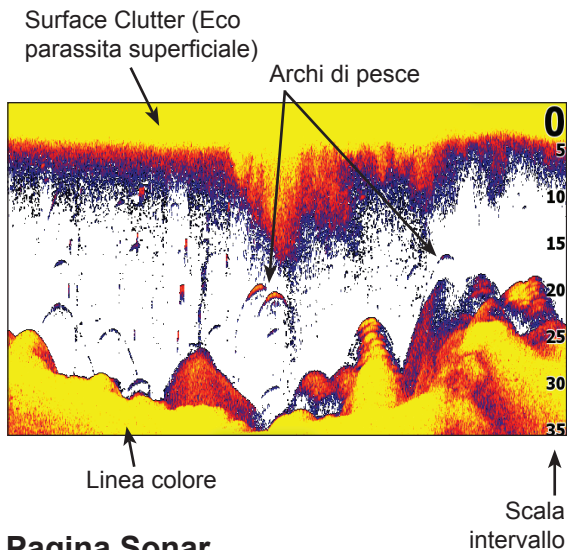 Surface Clutter (Eco
parassita superficiale)
Archi di pesce
0
5
10
15
20
25
30
35
Linea colore
Scala
intervallo
Pagina Sonar